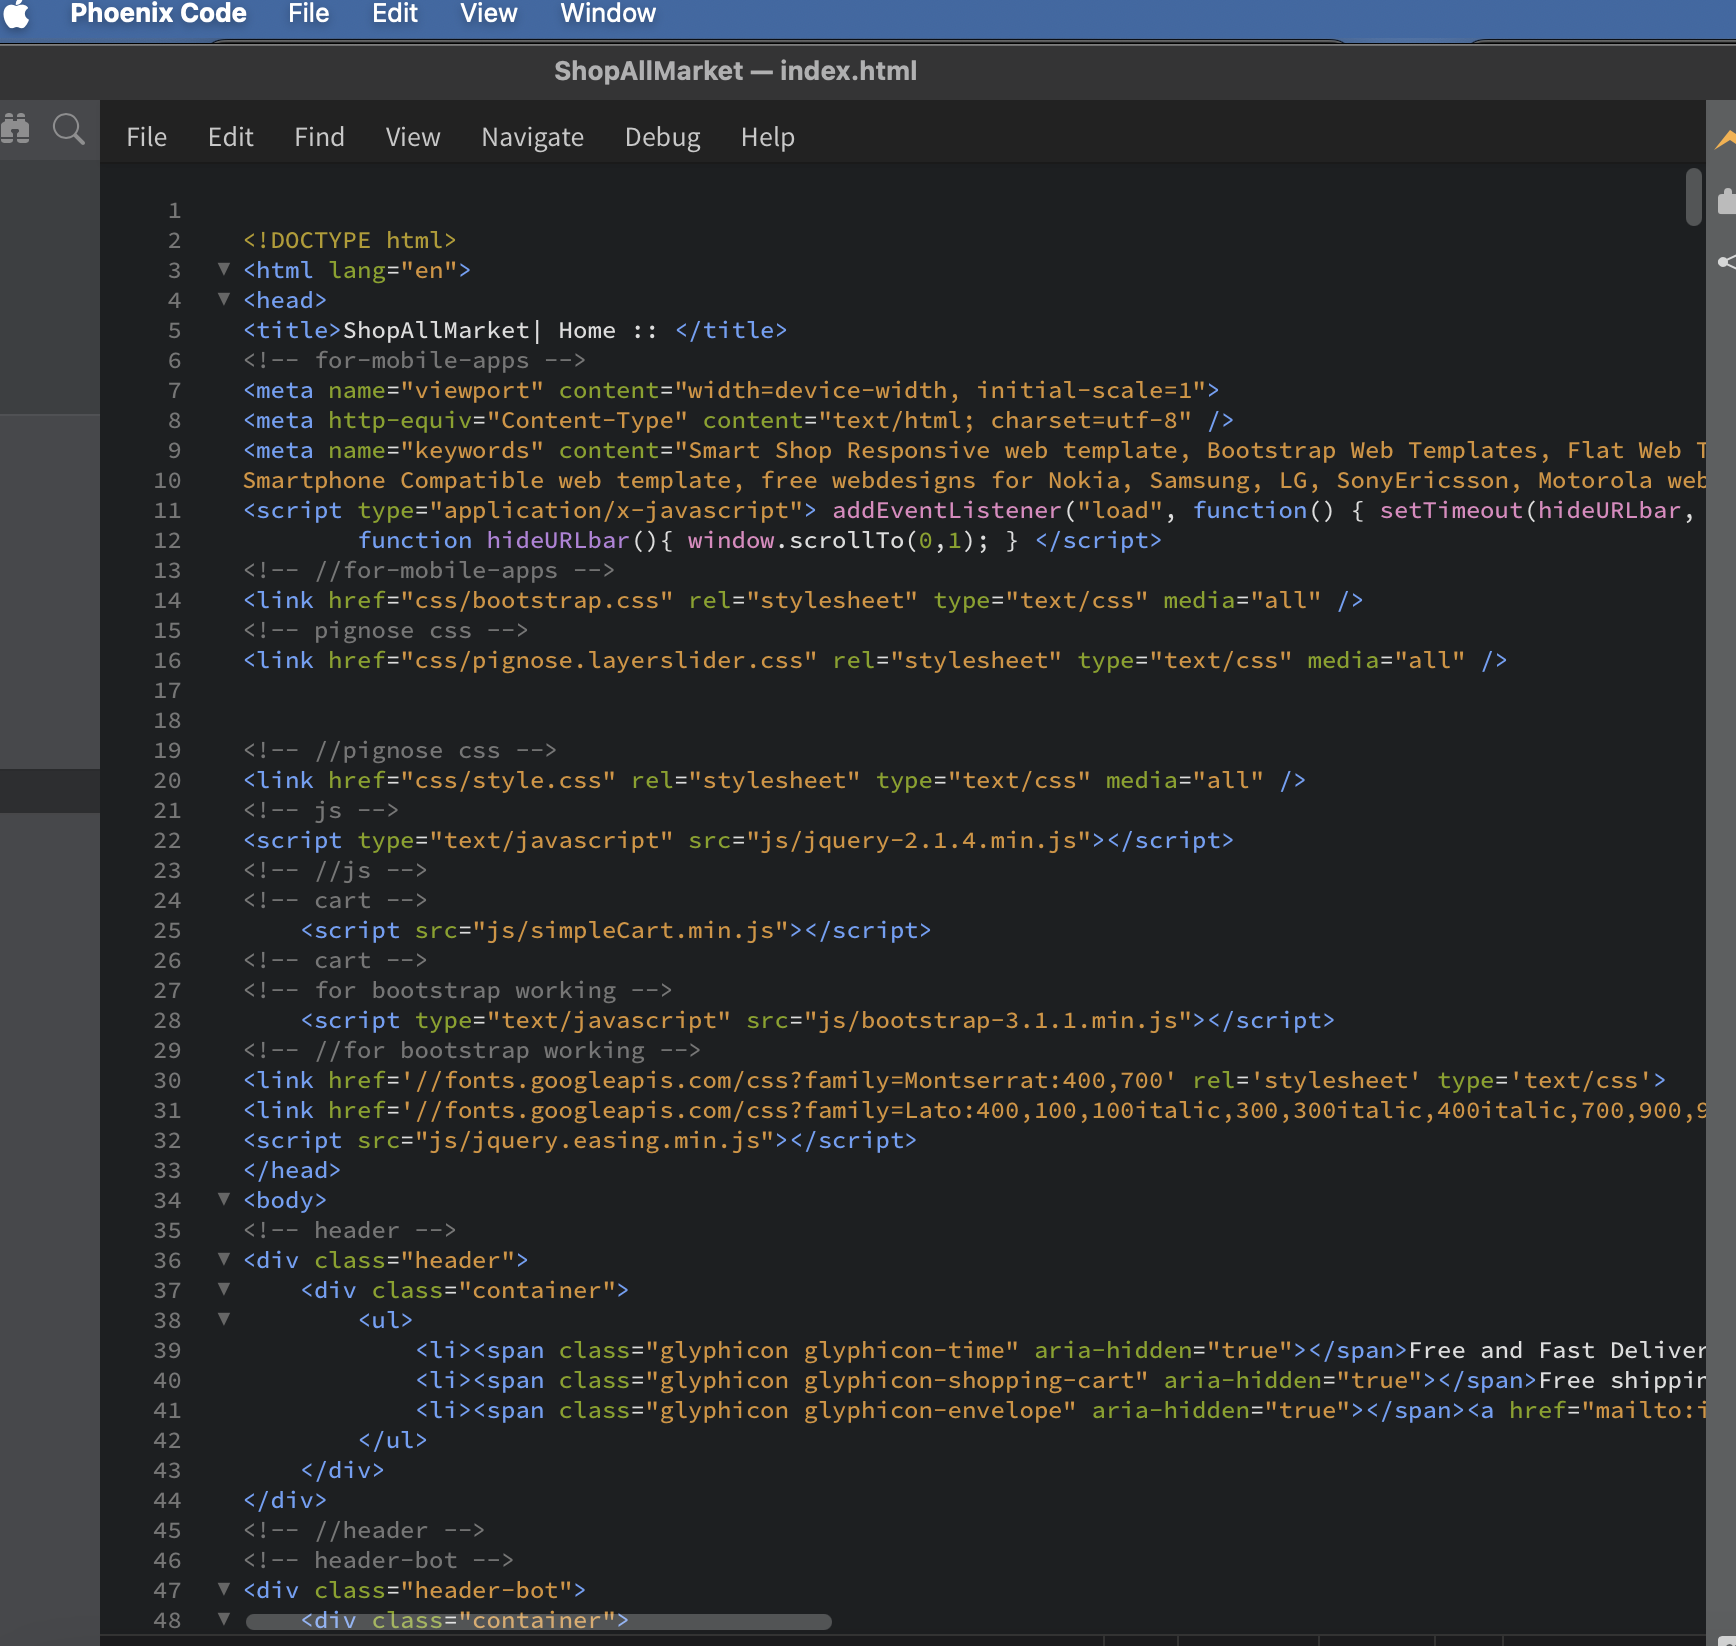 Phoenix Code File Edit View Window
ShopAllMarket — index.html
File Edit Find View Navigate Debug Help
1
2 <!DOCTYPE html>
3 <html lang="en">
4 <head>
5 <title>ShopAllMarket| Home :: </title>
6 <!-- for-mobile-apps -->
7 <meta name="viewport" content="width=device-width, initial-scale=1">
8 <meta http-equiv="Content-Type" content="text/html; charset=utf-8" />
9 <meta name="keywords" content="Smart Shop Responsive web template, Bootstrap Web Templates, Flat Web T
10 Smartphone Compatible web template, free webdesigns for Nokia, Samsung, LG, SonyEricsson, Motorola web
11 <script type="application/x-javascript"> addEventListener("load", function() { setTimeout(hideURLbar,
12 function hideURLbar(){ window.scrollTo(0,1); } </script>
13 <!-- //for-mobile-apps -->
14 <link href="css/bootstrap.css" rel="stylesheet" type="text/css" media="all" />
15 <!-- pignose css -->
16 <link href="css/pignose.layerslider.css" rel="stylesheet" type="text/css" media="all" />
17
18
19 <!-- //pignose css -->
20 <link href="css/style.css" rel="stylesheet" type="text/css" media="all" />
21 <!-- js -->
22 <script type="text/javascript" src="js/jquery-2.1.4.min.js"></script>
23 <!-- //js -->
24 <!-- cart -->
25 <script src="js/simpleCart.min.js"></script>
26 <!-- cart -->
27 <!-- for bootstrap working -->
28 <script type="text/javascript" src="js/bootstrap-3.1.1.min.js"></script>
29 <!-- //for bootstrap working -->
30 <link href='//fonts.googleapis.com/css?family=Montserrat:400,700' rel='stylesheet' type='text/css'>
31 <link href='//fonts.googleapis.com/css?family=Lato:400,100,100italic,300,300italic,400italic,700,900,9
32 <script src="js/jquery.easing.min.js"></script>
33 </head>
34 <body>
35 <!-- header -->
36 <div class="header">
37 <div class="container">
38 <ul>
39 <li><span class="glyphicon glyphicon-time" aria-hidden="true"></span>Free and Fast Deliver
40 <li><span class="glyphicon glyphicon-shopping-cart" aria-hidden="true"></span>Free shippin
41 <li><span class="glyphicon glyphicon-envelope" aria-hidden="true"></span><a href="mailto:i
42 </ul>
43 </div>
44 </div>
45 <!-- //header -->
46 <!-- header-bot -->
47 <div class="header-bot">
48 <div class="container">